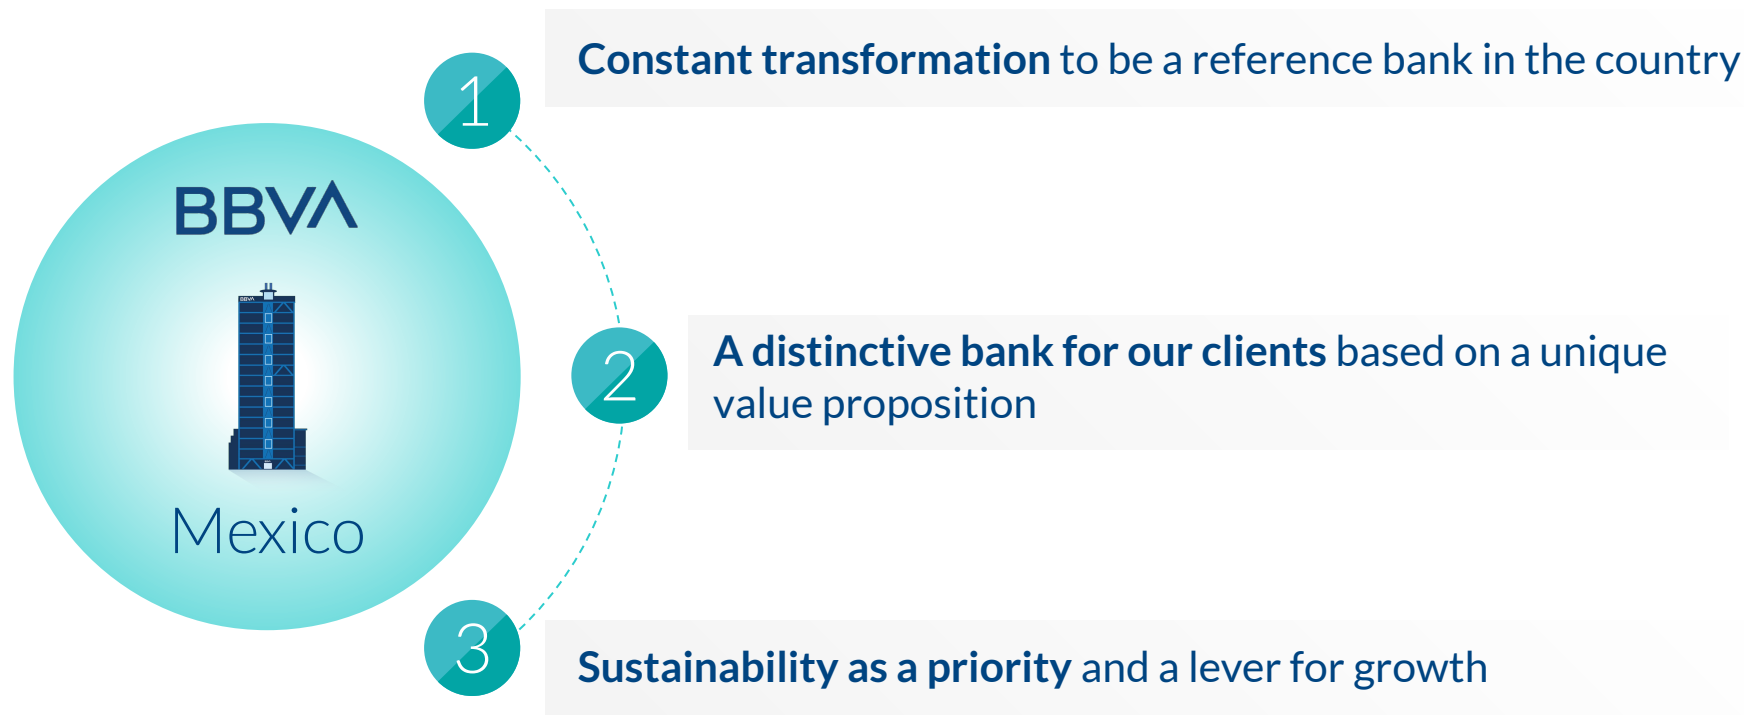 1
Constant transformation to be a reference bank in the country
BBVA
BBVA
Mexico
2
A distinctive bank for our clients based on a unique
value proposition
3
Sustainability as a priority and a lever for growth